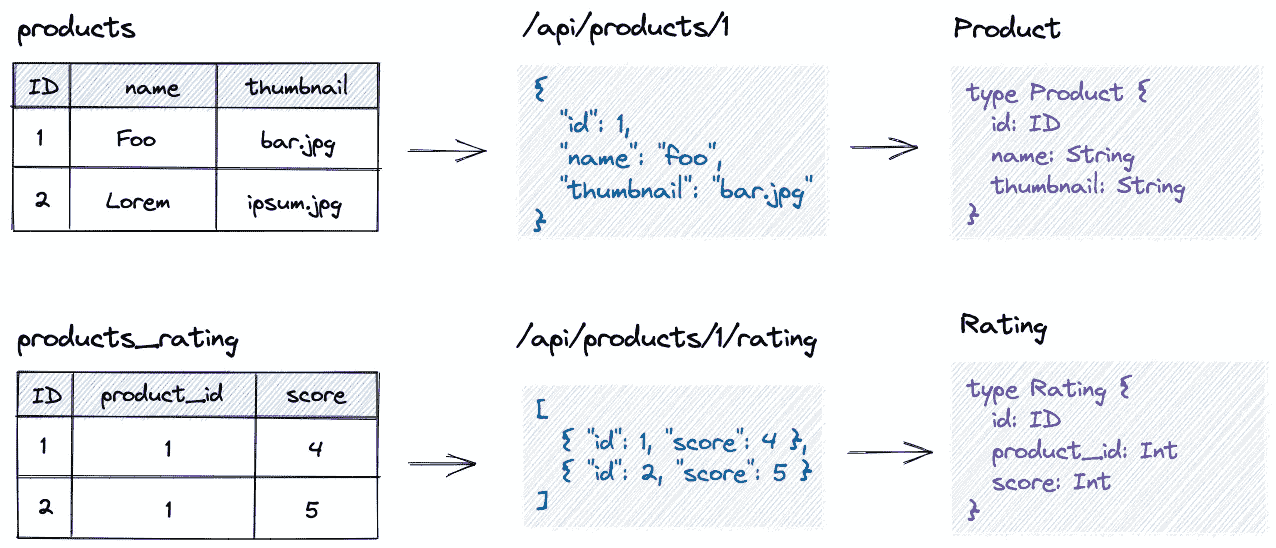 products
ID name thumbnail
1 Foo bar.jpg
2 Lorem ipsum.jpg
/api/products/1
{
"id": 1,
"name": "foo",
"thumbnail": "bar.jpg"
}
Product
type Product {
id: ID
name: String
thumbnail: String
}
products_rating
ID product_id score
1 1 4
2 1 5
/api/products/1/rating
[
{ "id": 1, "score": 4 },
{ "id": 2, "score": 5 }
]
Rating
type Rating {
id: ID
product_id: Int
score: Int
}